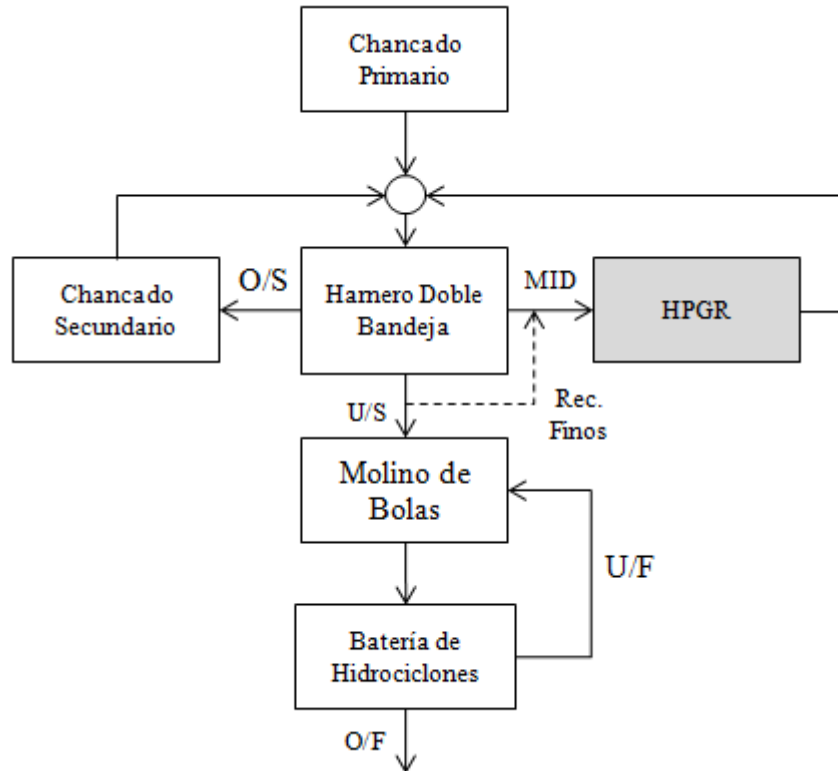 Chancado
Primario
O/S
MID
Chancado
Secundario
Harnero Doble
Bandeja
HPGR
U/S
Rec.
Finos
Molino de
Bolas
U/F
Batería de
Hidrociclones
O/F